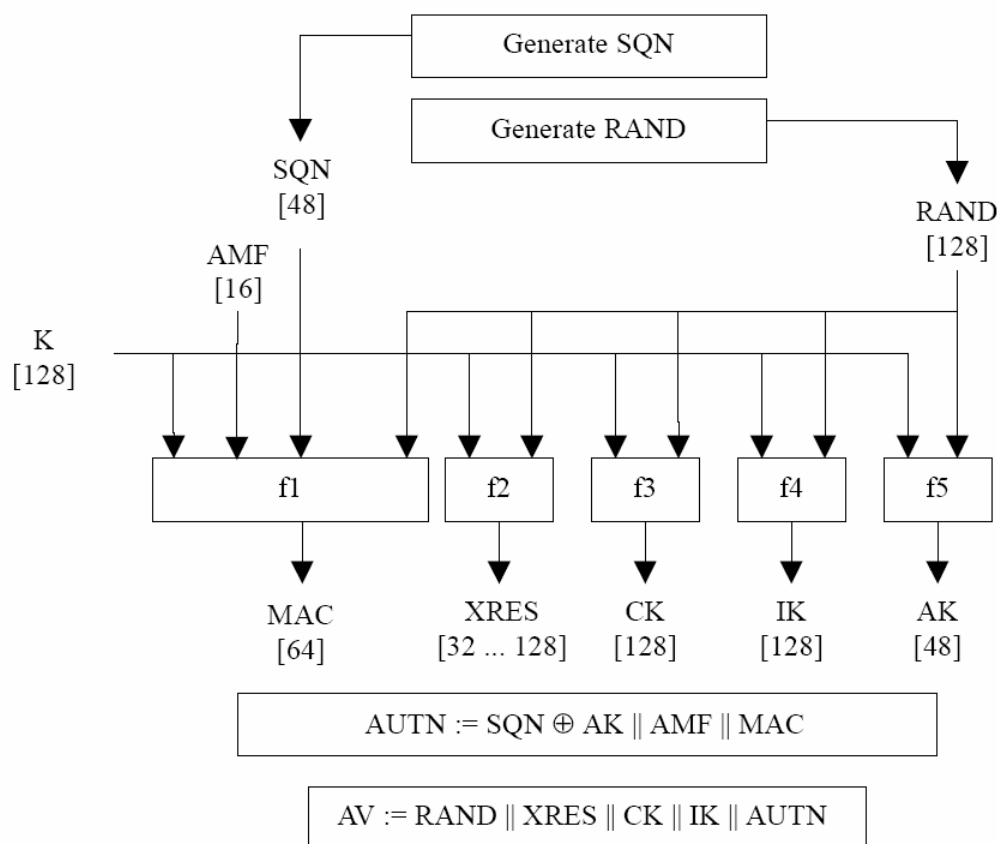 Generate SQN
Generate RAND
SQN
[48]
RAND
[128]
AMF
[16]
K
[128]
f1 f2 f3 f4 f5
MAC XRES CK IK AK
[64] [32 ... 128] [128] [128] [48]
AUTN := SQN ⊕ AK || AMF || MAC
AV := RAND || XRES || CK || IK || AUTN